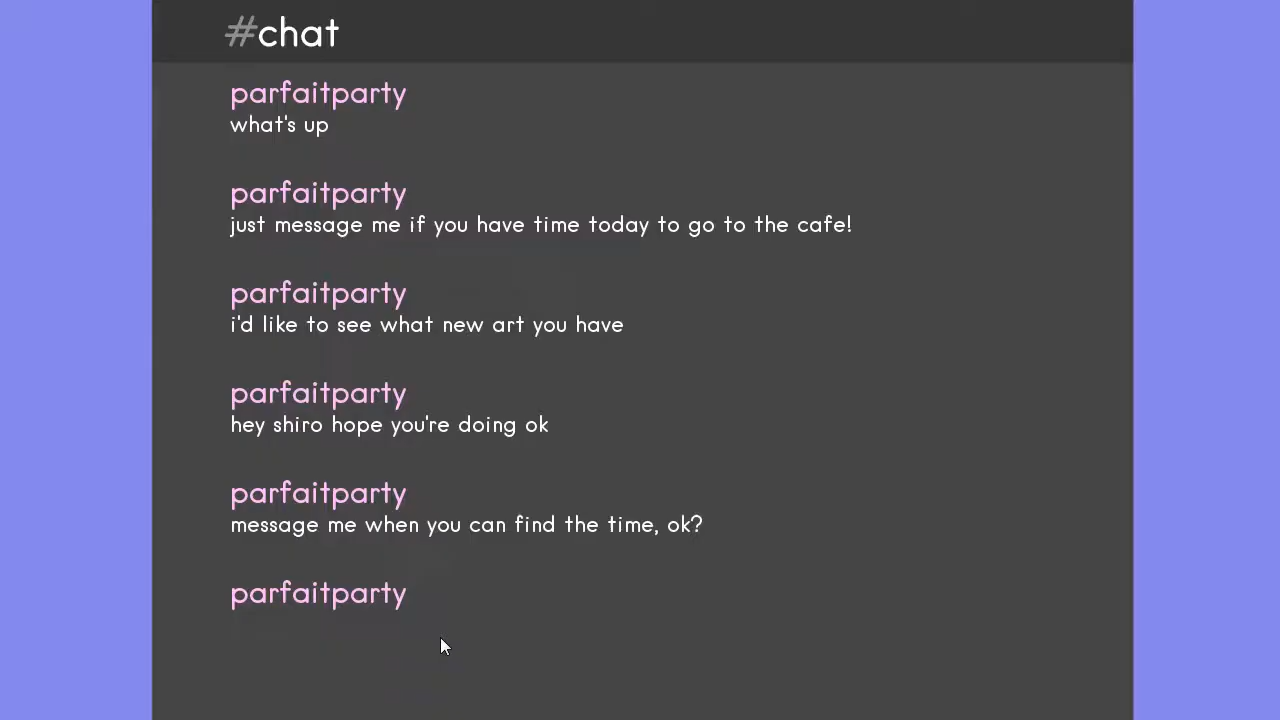 #chat
parfaitparty
what's up
parfaitparty
just message me if you have time today to go to the cafe!
parfaitparty
i'd like to see what new art you have
parfaitparty
hey shiro hope you're doing ok
parfaitparty
message me when you can find the time, ok?
parfaitparty